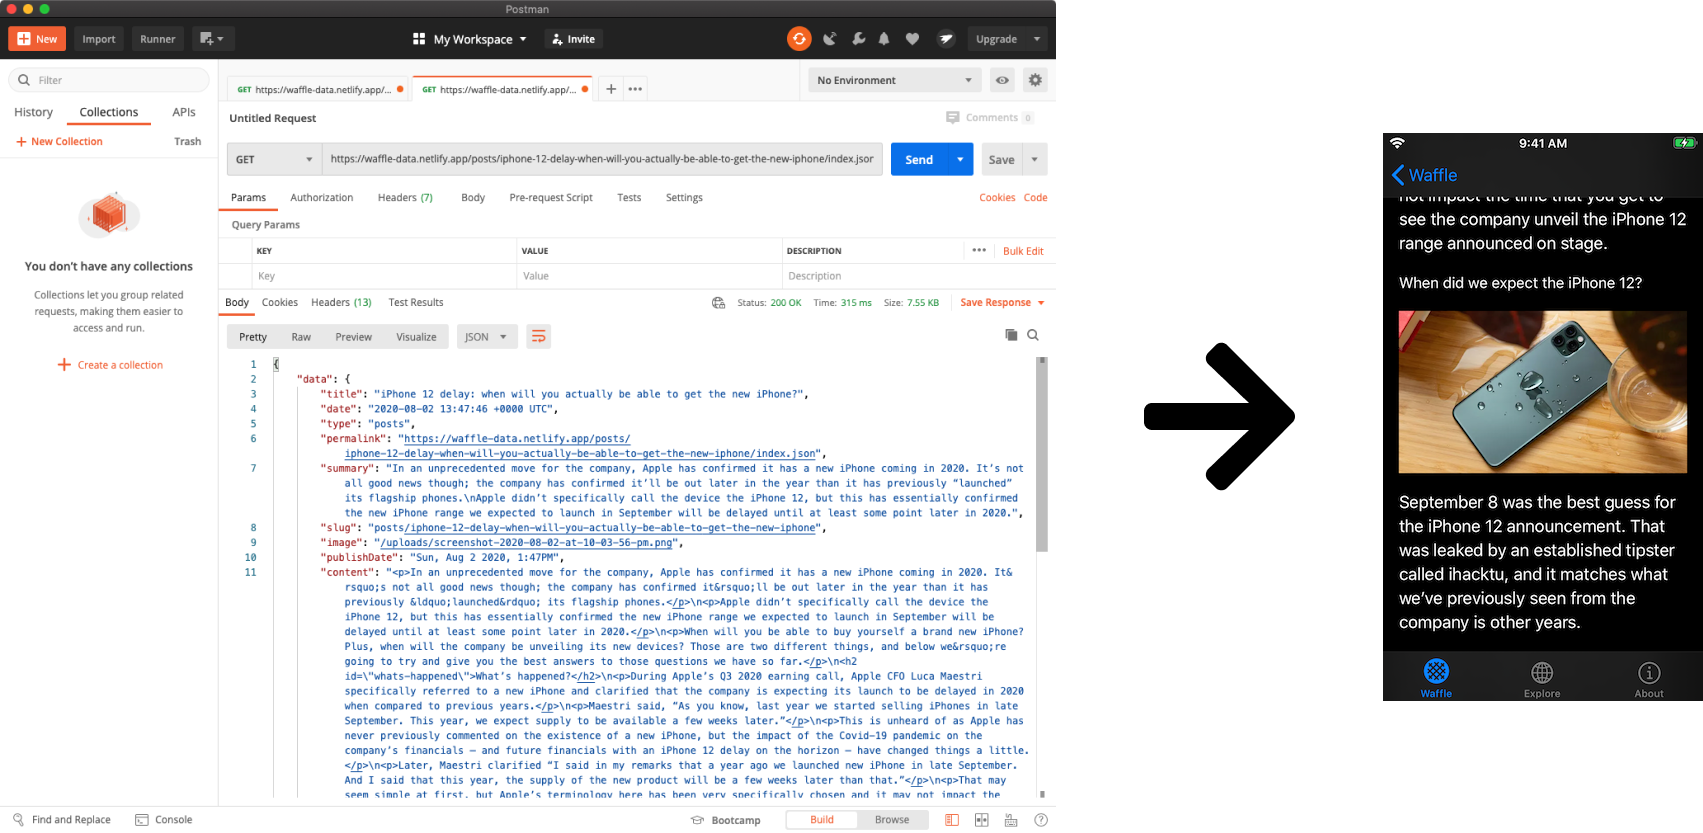 Postman
New
Import
Runner
My Workspace
Invite
Upgrade
Filter
History
Collections
APIs
+ New Collection
Trash
You don't have any collections
Collections let you group related
requests, making them easier to
access and run.
+ Create a collection
GET https://waffle-data.netlify.app/...
GET https://waffle-data.netlify.app/...
No Environment
Untitled Request
Comments 0
GET
https://waffle-data.netlify.app/posts/iphone-12-delay-when-will-you-actually-be-able-to-get-the-new-iphone/index.jsor
Send
Save
Params Authorization Headers (7) Body Pre-request Script Tests Settings
Cookies Code
Query Params
KEY VALUE DESCRIPTION
Bulk Edit
Key Value Description
Body Cookies Headers (13) Test Results
Status: 200 OK Time: 315 ms Size: 7.55 KB
Save Response
Pretty Raw Preview Visualize JSON
1 {
2 "data": {
3 "title": "iPhone 12 delay: when will you actually be able to get the new iPhone?",
4 "date": "2020-08-02 13:47:46 +0000 UTC",
5 "type": "posts",
6 "permalink": "https://waffle-data.netlify.app/posts/
iphone-12-delay-when-will-you-actually-be-able-to-get-the-new-iphone/index.json",
7 "summary": "In an unprecedented move for the company, Apple has confirmed it has a new iPhone coming in 2020. It’s not
all good news though; the company has confirmed it’ll be out later in the year than it has previously “launched”
its flagship phones.\nApple didn’t specifically call the device the iPhone 12, but this has essentially confirmed
the new iPhone range we expected to launch in September will be delayed until at least some point later in 2020.",
8 "slug": "posts/iphone-12-delay-when-will-you-actually-be-able-to-get-the-new-iphone",
9 "image": "/uploads/screenshot-2020-08-02-at-10-03-56-pm.png",
10 "publishDate": "Sun, Aug 2 2020, 1:47PM",
11 "content": "<p>In an unprecedented move for the company, Apple has confirmed it has a new iPhone coming in 2020. It&
rsquo;s not all good news though; the company has confirmed it&rsquo;ll be out later in the year than it has
previously &ldquo;launched&rdquo; its flagship phones.</p>\n<p>Apple didn’t specifically call the device the
iPhone 12, but this has essentially confirmed the new iPhone range we expected to launch in September will be
delayed until at least some point later in 2020.</p>\n<p>When will you be able to buy yourself a brand new iPhone?
Plus, when will the company be unveiling its new devices? Those are two different things, and below we&rsquo;re
going to try and give you the best answers to those questions we have so far.</p>\n<h2
id=\"whats-happened\">What’s happened?</h2>\n<p>During Apple’s Q3 2020 earning call, Apple CFO Luca Maestri
specifically referred to a new iPhone and clarified that the company is expecting its launch to be delayed in 2020
when compared to previous years.</p>\n<p>Maestri said, “As you know, last year we started selling iPhones in late
September. This year, we expect supply to be available a few weeks later.”</p>\n<p>This is unheard of as Apple has
never previously commented on the existence of a new iPhone, but the impact of the Covid-19 pandemic on the
company’s financials – and future financials with an iPhone 12 delay on the horizon – have changed things a little.
</p>\n<p>Later, Maestri clarified “I said in my remarks that a year ago we launched new iPhone in late September.
And I said that this year, the supply of the new product will be a few weeks later than that.”</p>\n<p>That may
seem simple at first, but Apple’s terminology here has been very specifically chosen and it may not impact the
Find and Replace
Console
Bootcamp
Build
Browse
9:41 AM
Waffle
not impact the time that you get to
see the company unveil the iPhone 12
range announced on stage.
When did we expect the iPhone 12?
September 8 was the best guess for
the iPhone 12 announcement. That
was leaked by an established tipster
called ihacktu, and it matches what
we’ve previously seen from the
company is other years.
Waffle
Explore
About